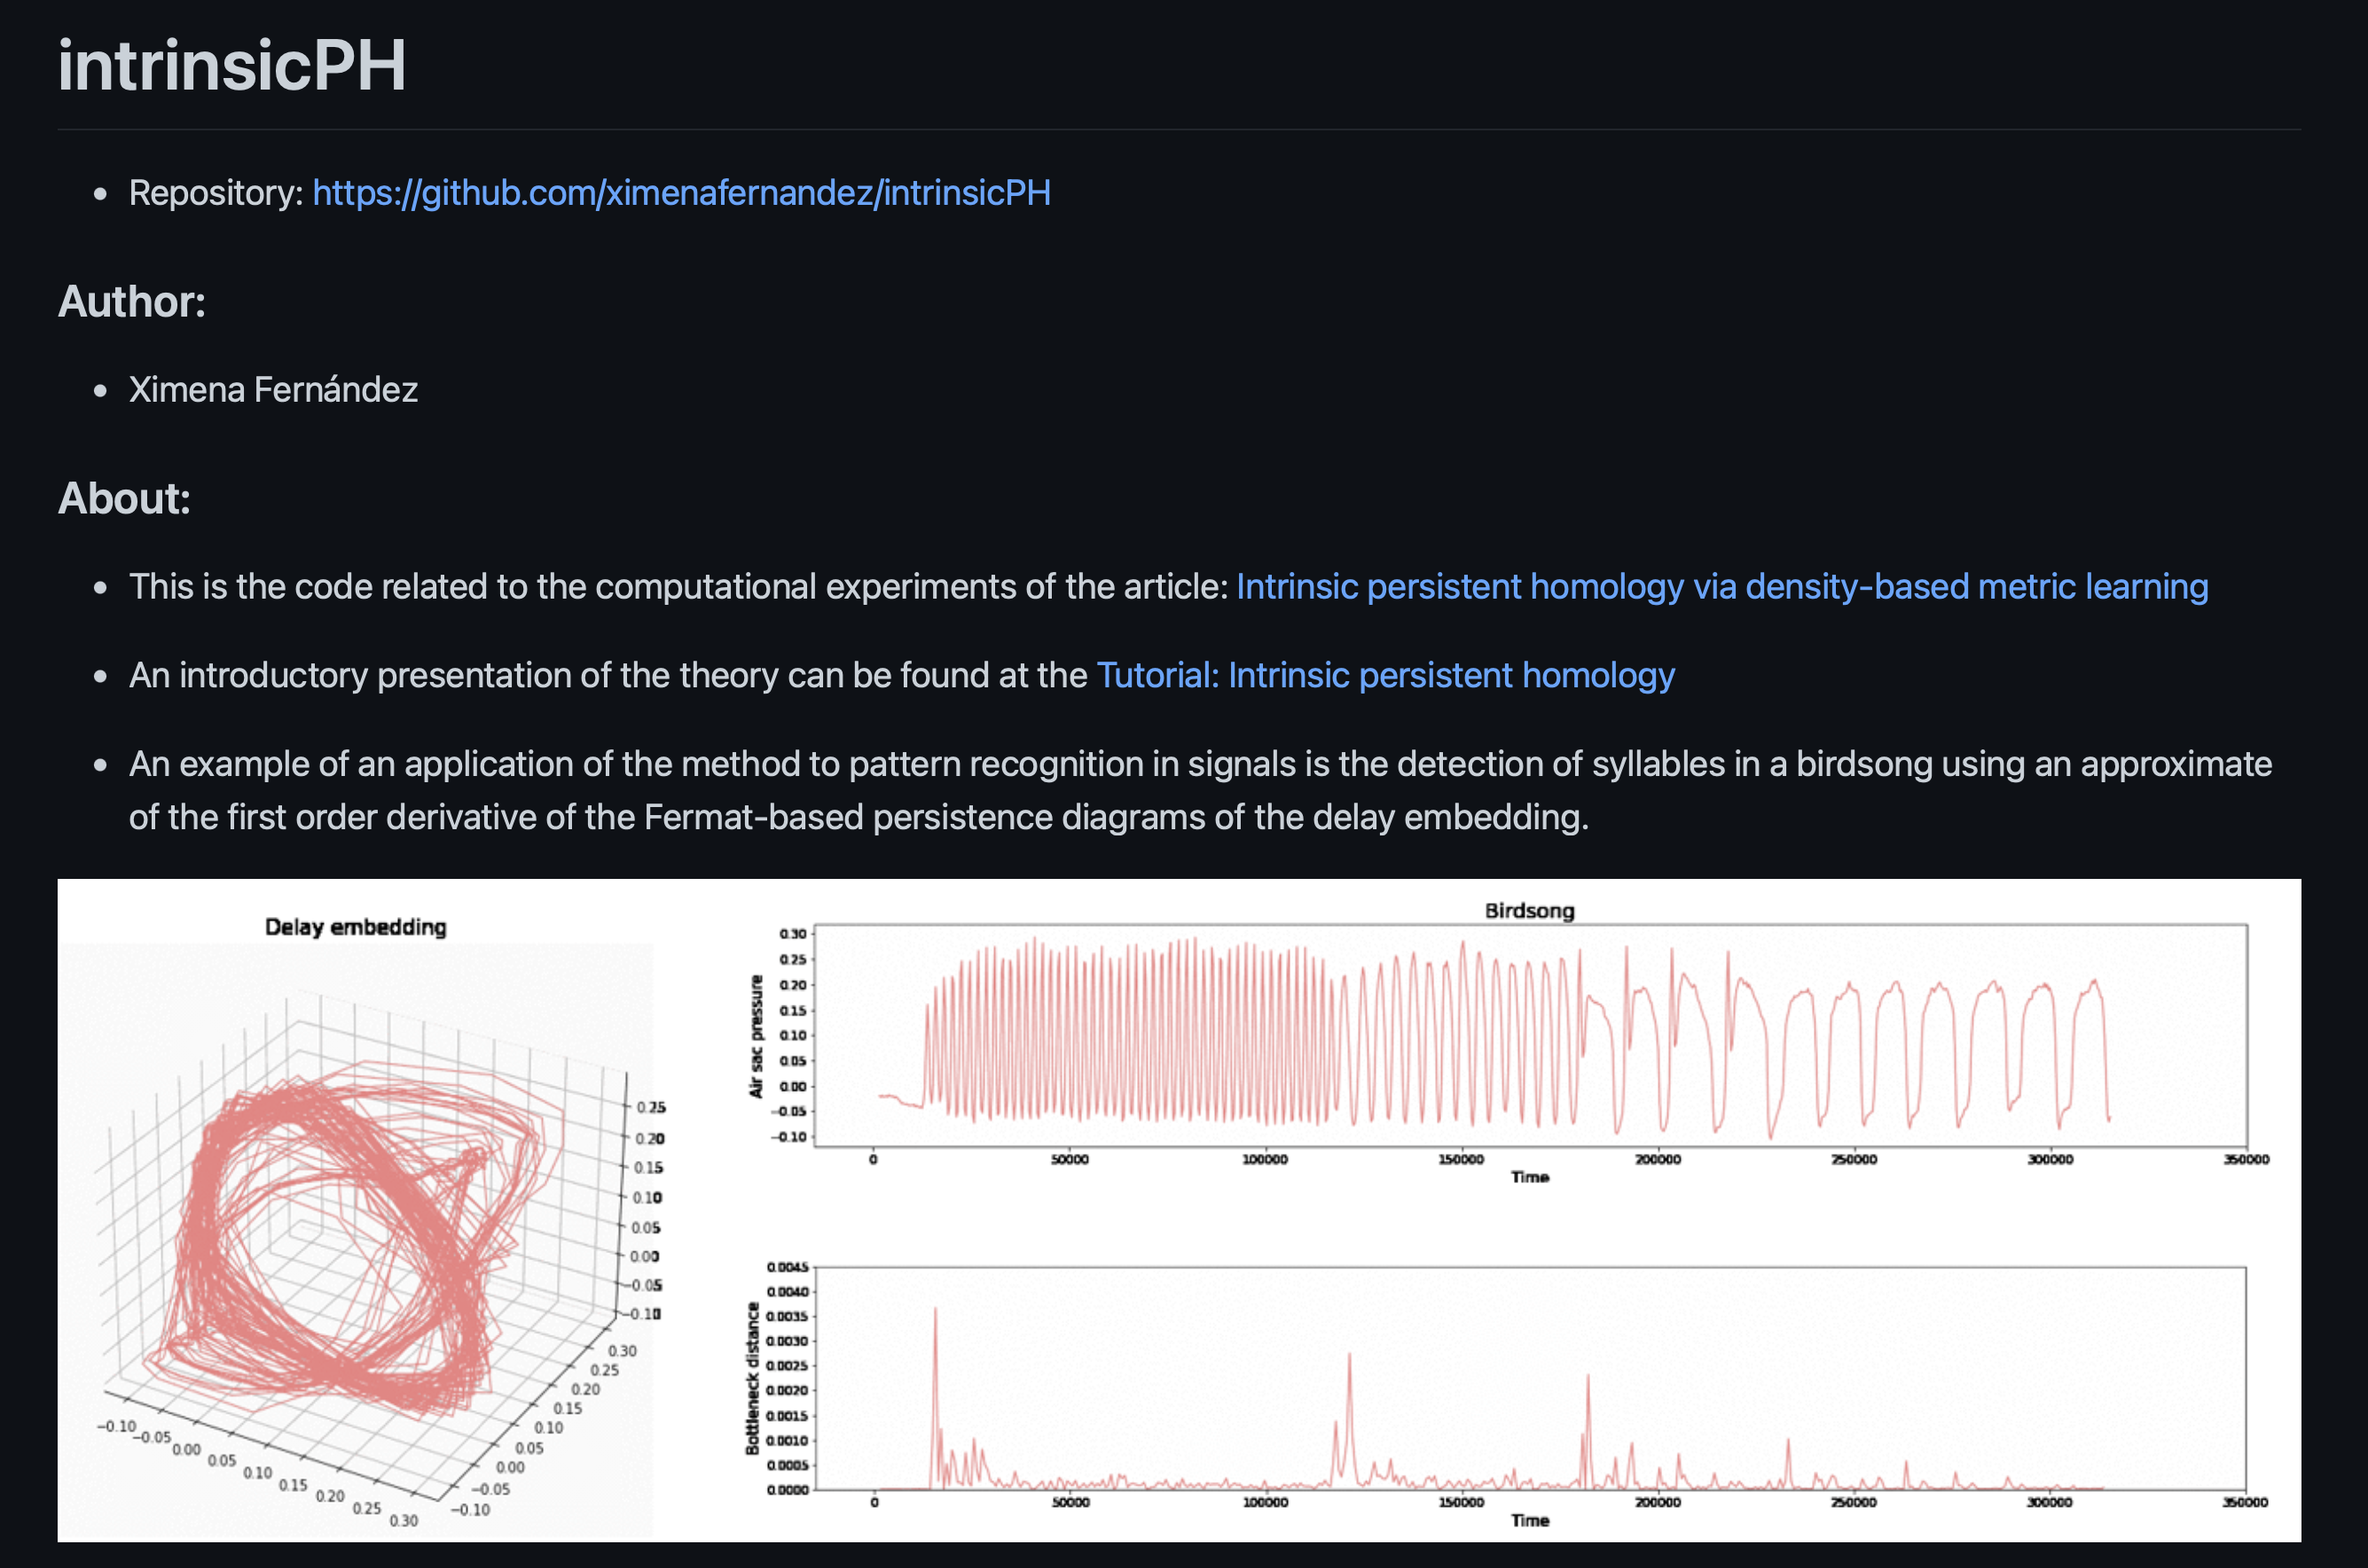 intrinsicPH
Repository: https://github.com/ximenafernandez/intrinsicPH
Author:
Ximena Fernández
About:
This is the code related to the computational experiments of the article: Intrinsic persistent homology via density-based metric learning
An introductory presentation of the theory can be found at the Tutorial: Intrinsic persistent homology
An example of an application of the method to pattern recognition in signals is the detection of syllables in a birdsong using an approximate
of the first order derivative of the Fermat-based persistence diagrams of the delay embedding.
Delay embedding
0.25
0.20
0.15
0.10
0.05
0.00
−0.05
−0.10
0.30
0.25
0.20
0.15
0.10
0.05
0.00
−0.05
−0.10
−0.10
−0.05
0.00
0.05
0.10
0.15
0.20
0.25
0.30
Birdsong
Air sac pressure
0.30
0.25
0.20
0.15
0.10
0.05
0.00
−0.05
−0.10
0 50000 100000 150000 200000 250000 300000 350000
Time
Bottleneck distance
0.0045
0.0040
0.0035
0.0030
0.0025
0.0020
0.0015
0.0010
0.0005
0.0000
0 50000 100000 150000 200000 250000 300000 350000
Time